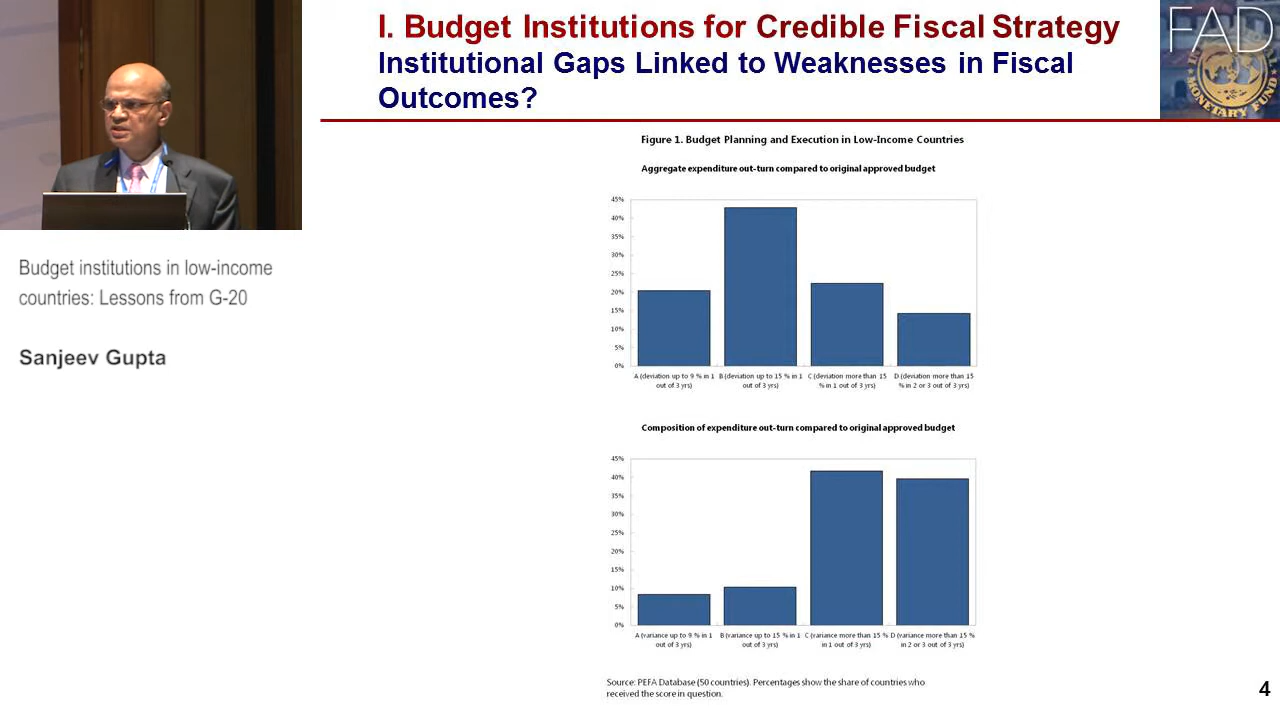 I. Budget Institutions for Credible Fiscal Strategy
Institutional Gaps Linked to Weaknesses in Fiscal
Outcomes?
FAD
INTERNATIONAL MONETARY FUND
Budget institutions in low-income
countries: Lessons from G-20
Sanjeev Gupta
Figure 1. Budget Planning and Execution in Low-Income Countries
Aggregate expenditure out-turn compared to original approved budget
45%
40%
35%
30%
25%
20%
15%
10%
5%
0%
A (deviation up to 9 % in 1 out of 3 yrs)
B (deviation up to 15 % in 1 out of 3 yrs)
C (deviation more than 15 % in 1 out of 3 yrs)
D (deviation more than 15 % in 2 or 3 out of 3 yrs)
Composition of expenditure out-turn compared to original approved budget
45%
40%
35%
30%
25%
20%
15%
10%
5%
0%
A (variance up to 9 % in 1 out of 3 yrs)
B (variance up to 15 % in 1 out of 3 yrs)
C (variance more than 15 % in 1 out of 3 yrs)
D (variance more than 15 % in 2 or 3 out of 3 yrs)
Source: PEFA Database (50 countries). Percentages show the share of countries who
received the score in question.
4